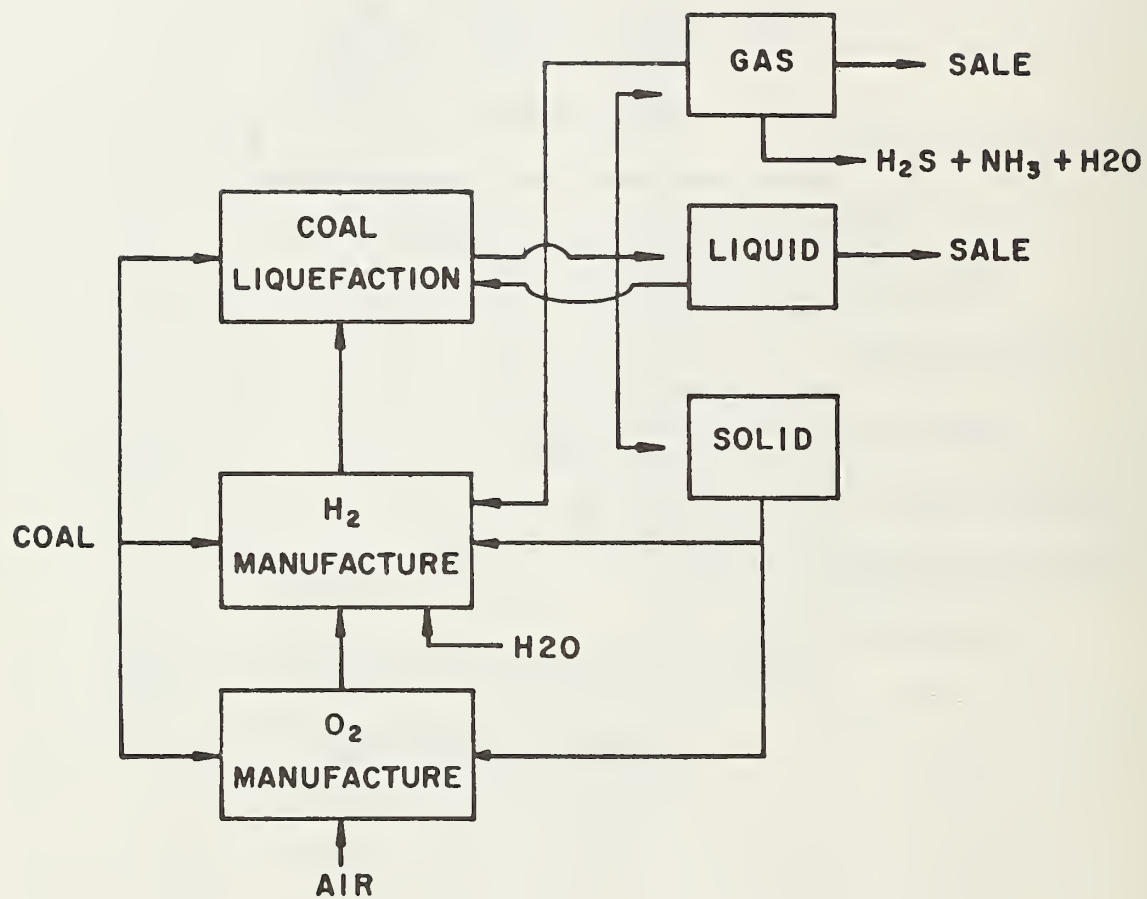 GAS
SALE
H₂S + NH₃ + H2O
COAL
LIQUEFACTION
LIQUID
SALE
SOLID
COAL
H₂
MANUFACTURE
H2O
O₂
MANUFACTURE
AIR